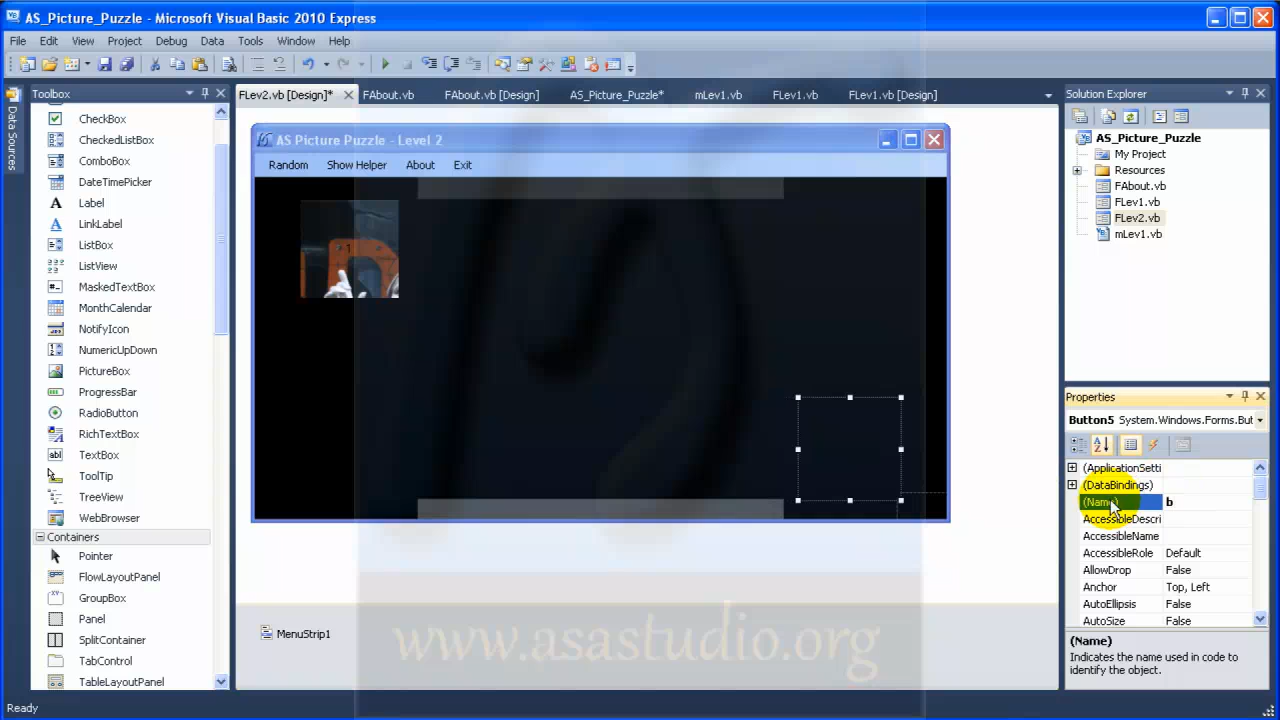 AS_Picture_Puzzle - Microsoft Visual Basic 2010 Express
File Edit View Project Debug Data Tools Window Help
Data Sources
Toolbox
CheckBox
CheckedListBox
ComboBox
DateTimePicker
Label
LinkLabel
ListBox
ListView
MaskedTextBox
MonthCalendar
NotifyIcon
NumericUpDown
PictureBox
ProgressBar
RadioButton
RichTextBox
TextBox
ToolTip
TreeView
WebBrowser
Containers
Pointer
FlowLayoutPanel
GroupBox
Panel
SplitContainer
TabControl
TableLayoutPanel
FLev2.vb [Design]* FAbout.vb FAbout.vb [Design] AS_Picture_Puzzle* mLev1.vb FLev1.vb FLev1.vb [Design]
AS Picture Puzzle - Level 2
Random Show Helper About Exit
MenuStrip1
www.asastudio.org
Solution Explorer
AS_Picture_Puzzle
My Project
Resources
FAbout.vb
FLev1.vb
FLev2.vb
mLev1.vb
Properties
Button5 System.Windows.Forms.But
(ApplicationSetti
(DataBindings)
(Name) b
AccessibleDescri
AccessibleName
AccessibleRole Default
AllowDrop False
Anchor Top, Left
AutoEllipsis False
AutoSize False
(Name)
Indicates the name used in code to
identify the object.
Ready